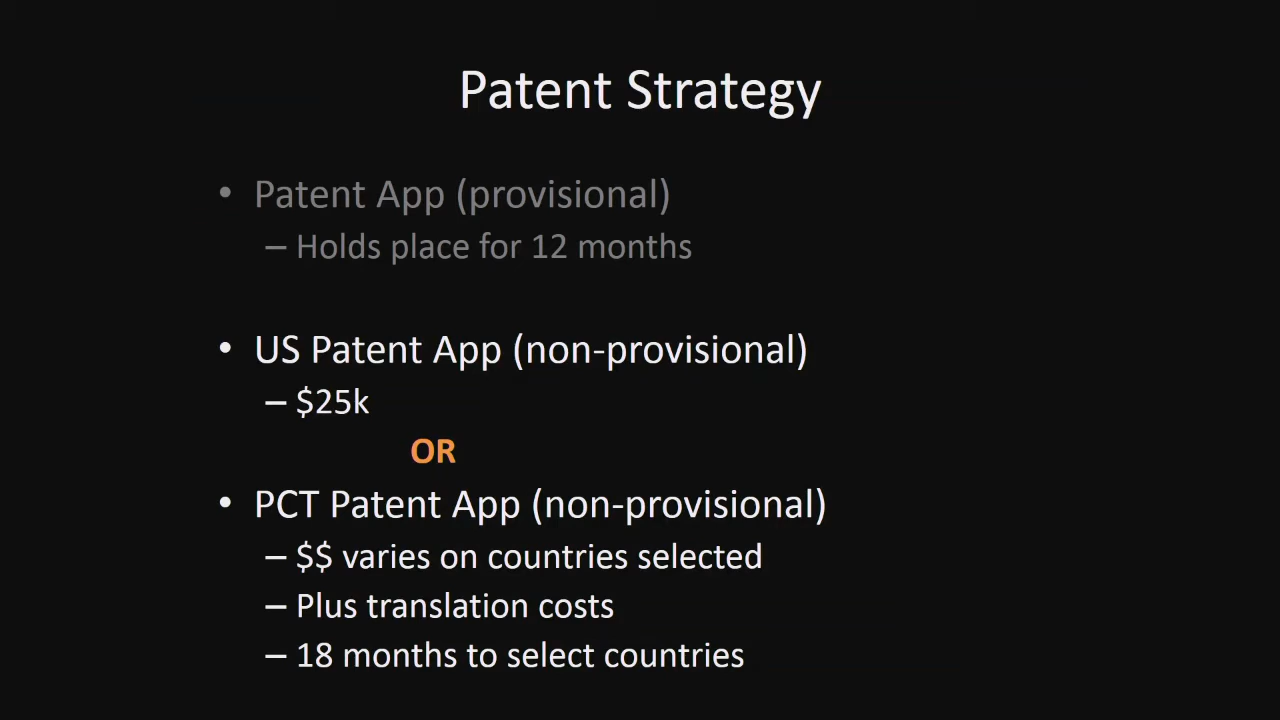 Patent Strategy
• Patent App (provisional)
– Holds place for 12 months
• US Patent App (non-provisional)
– $25k
OR
• PCT Patent App (non-provisional)
– $$ varies on countries selected
– Plus translation costs
– 18 months to select countries